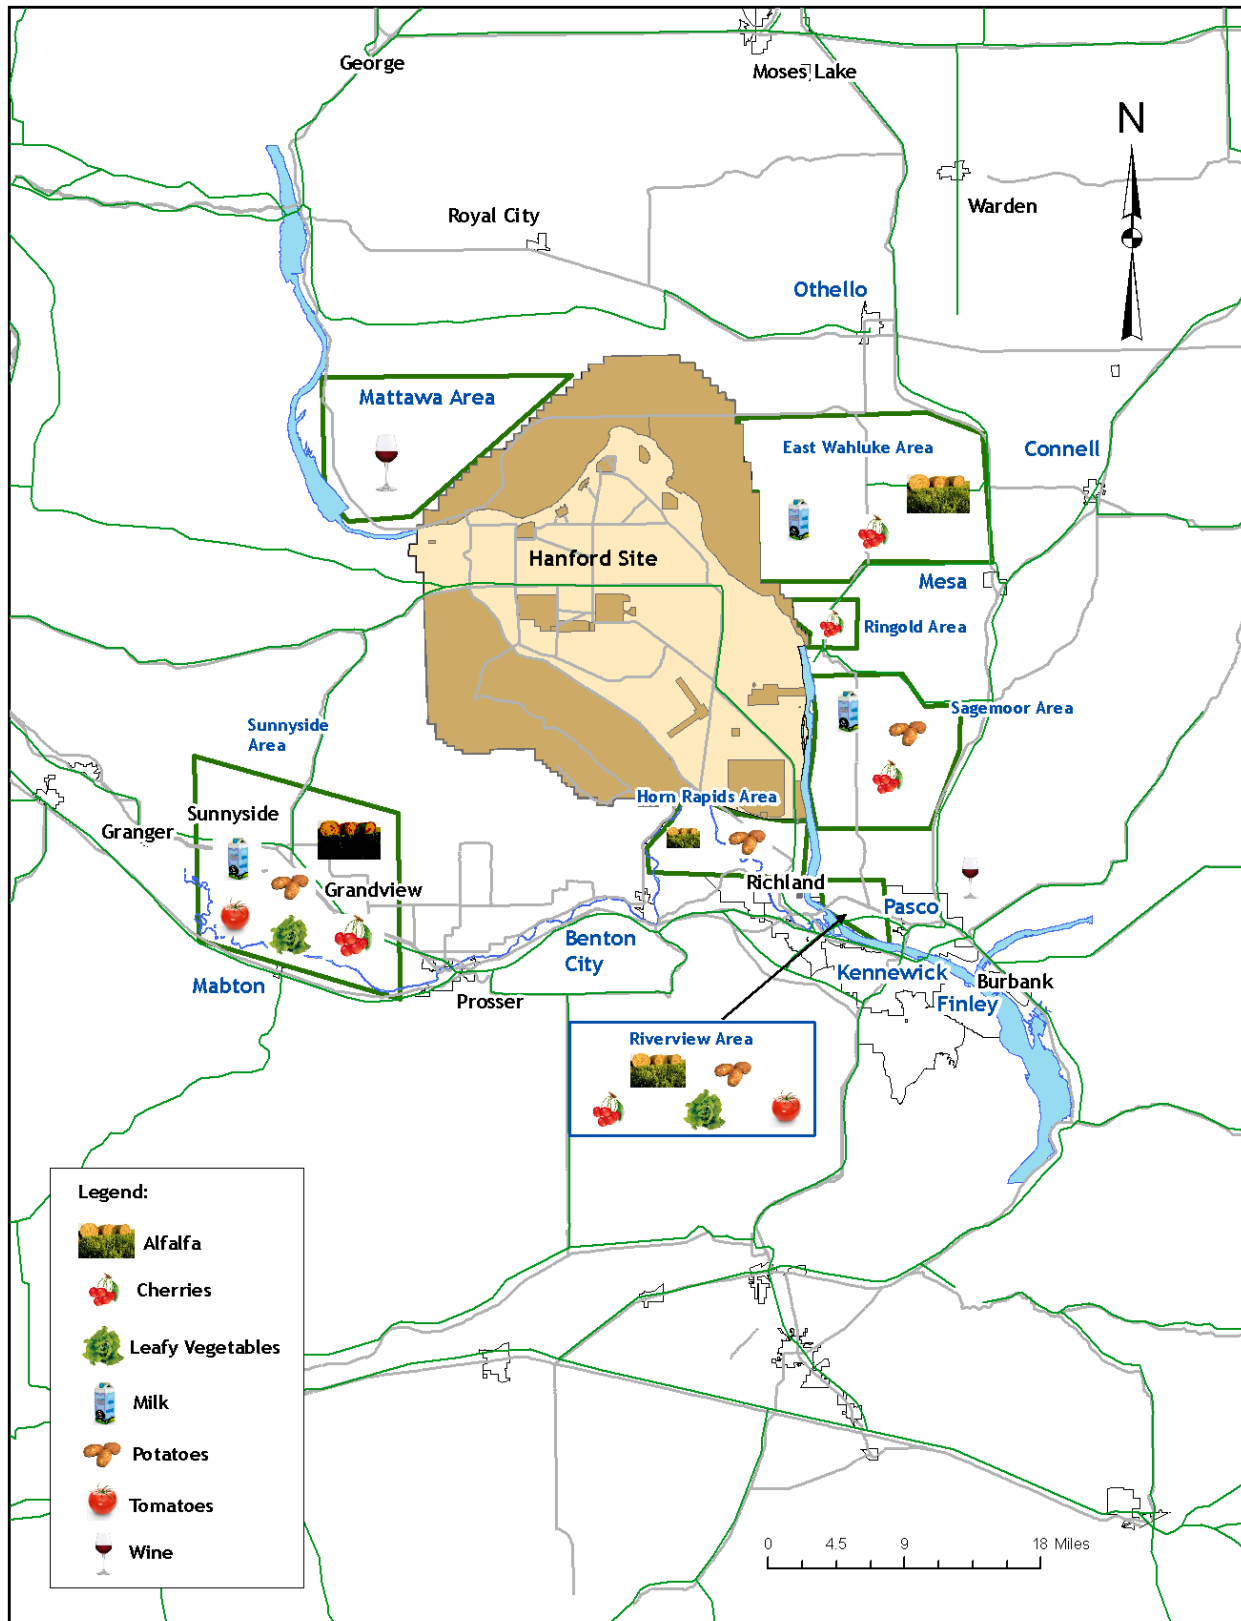 George
Moses Lake
N
Warden
Royal City
Othello
Mattawa Area
East Wahluke Area
Connell
Hanford Site
Mesa
Ringold Area
Sagemoor Area
Sunnyside
Area
Horn Rapids Area
Sunnyside
Granger
Grandview
Richland
Pasco
Benton
City
Mabton
Prosser
Kennewick
Burbank
Finley
Riverview Area
Legend:
Alfalfa
Cherries
Leafy Vegetables
Milk
Potatoes
Tomatoes
Wine
0 4.5 9 18 Miles